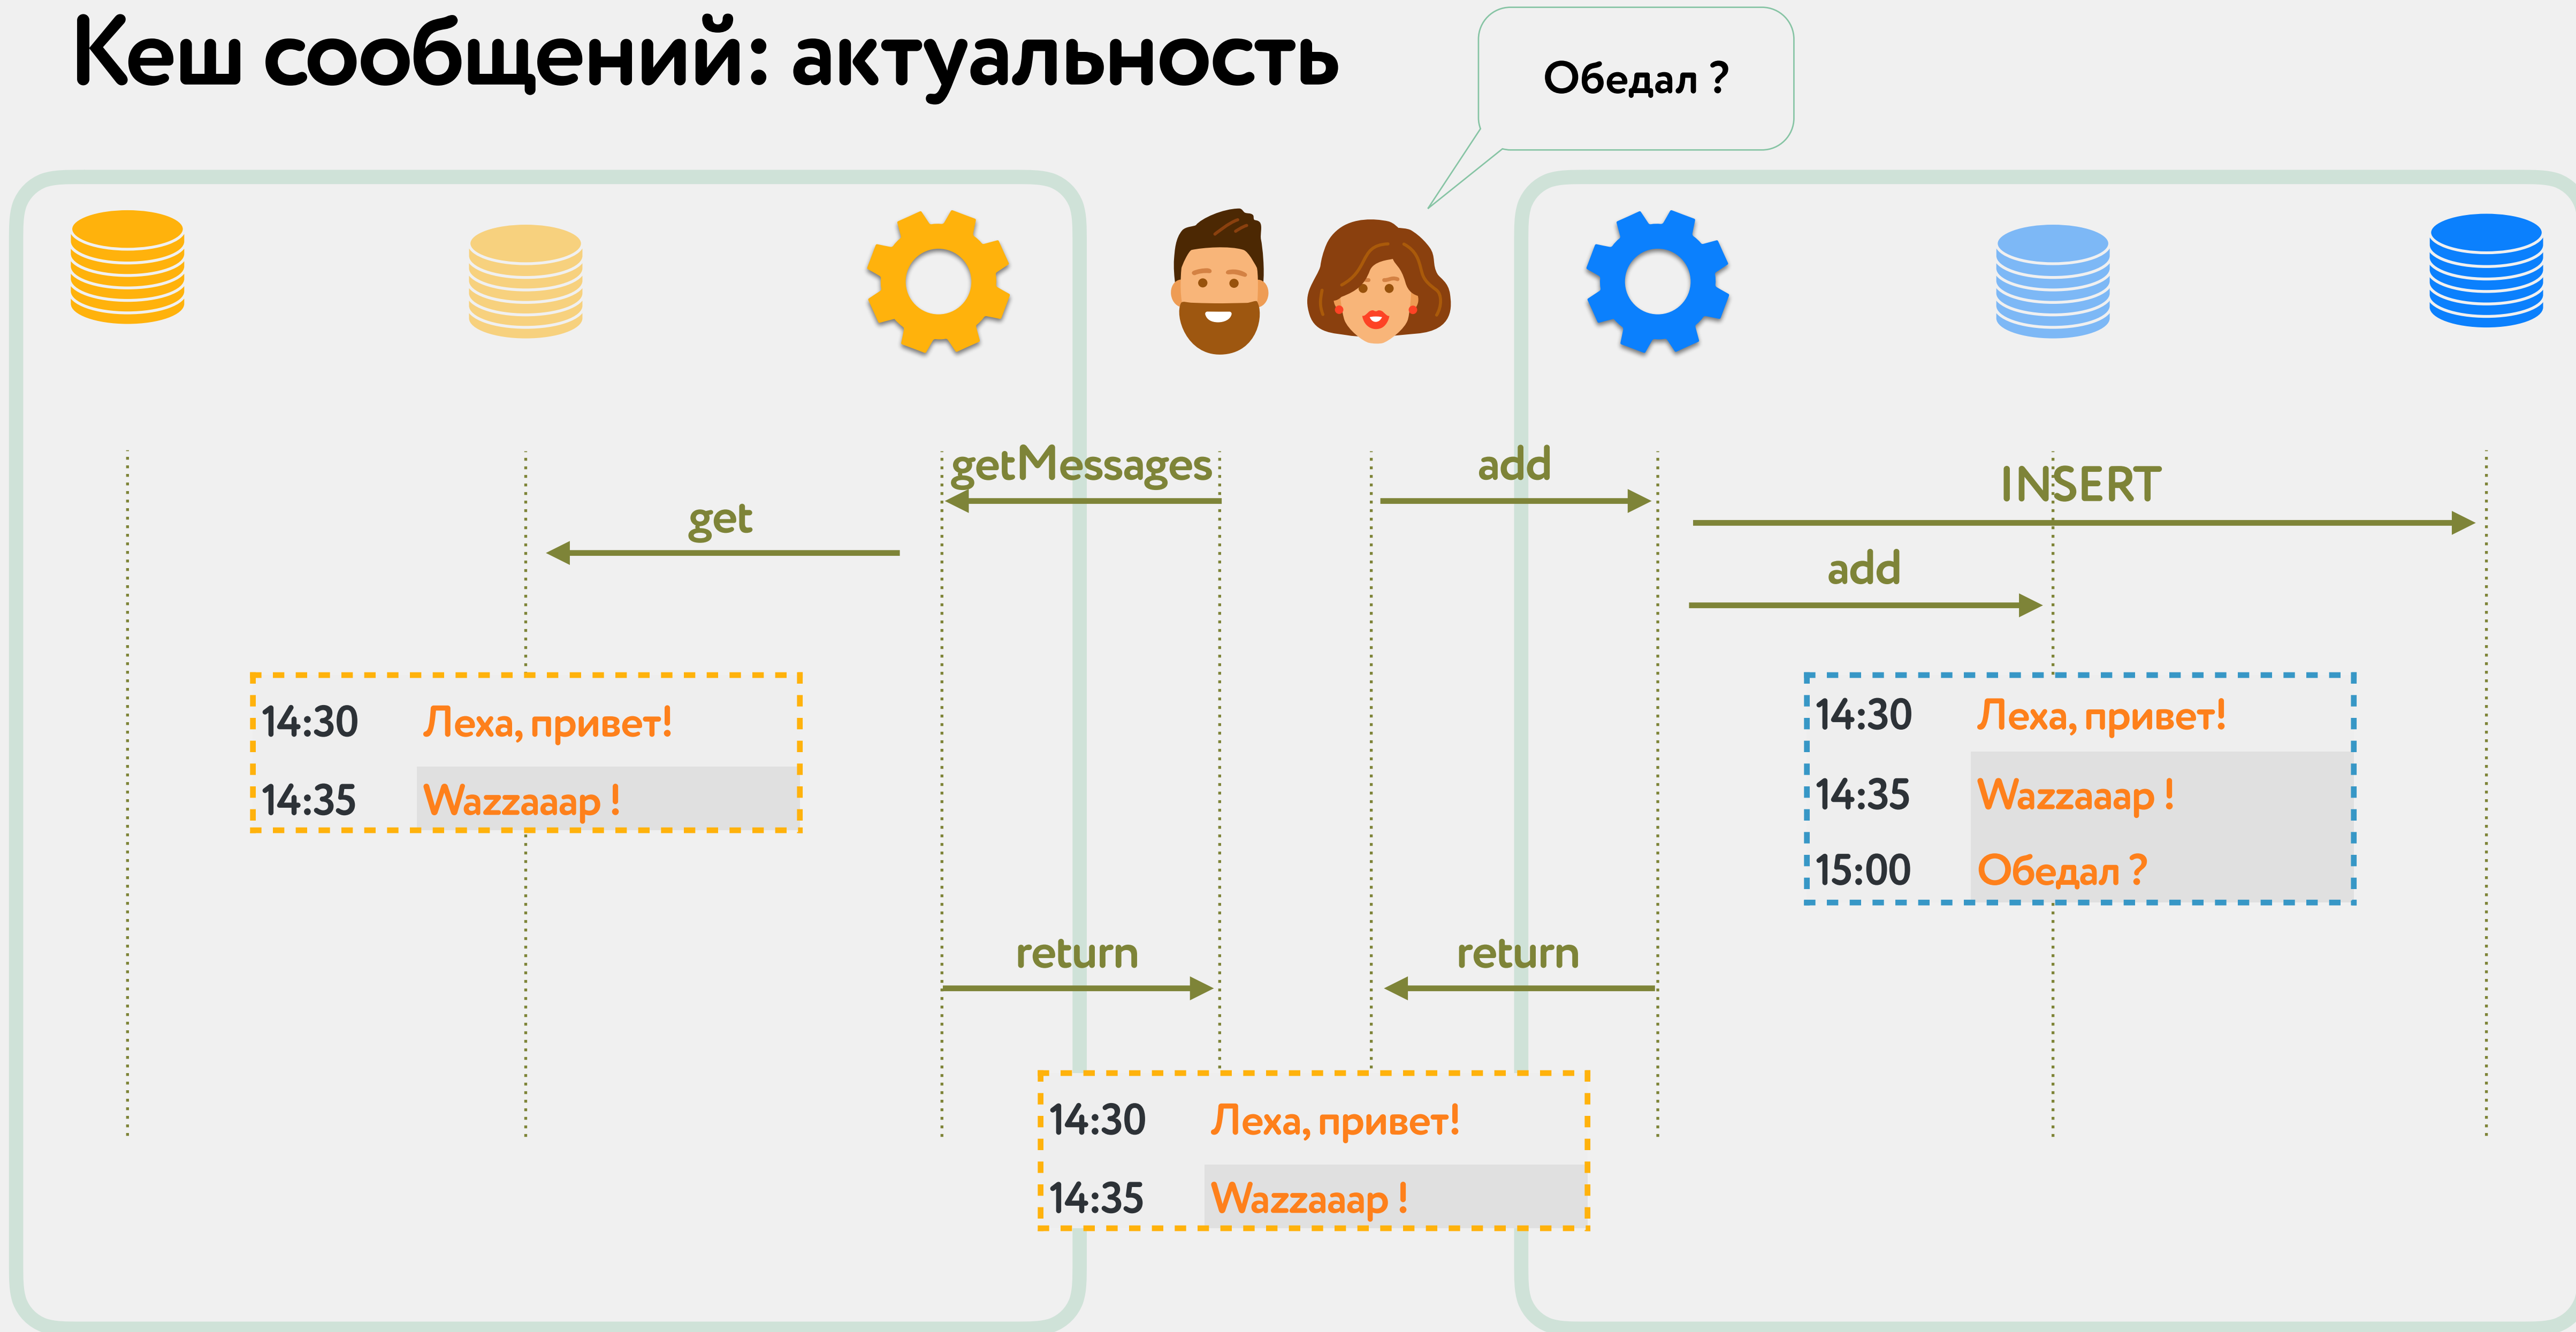 Кеш сообщений: актуальность
Обедал ?
getMessages
add
INSERT
get
add
14:30 Леха, привет!
14:35 Wazzaaap !
14:30 Леха, привет!
14:35 Wazzaaap !
15:00 Обедал ?
return
return
14:30 Леха, привет!
14:35 Wazzaaap !